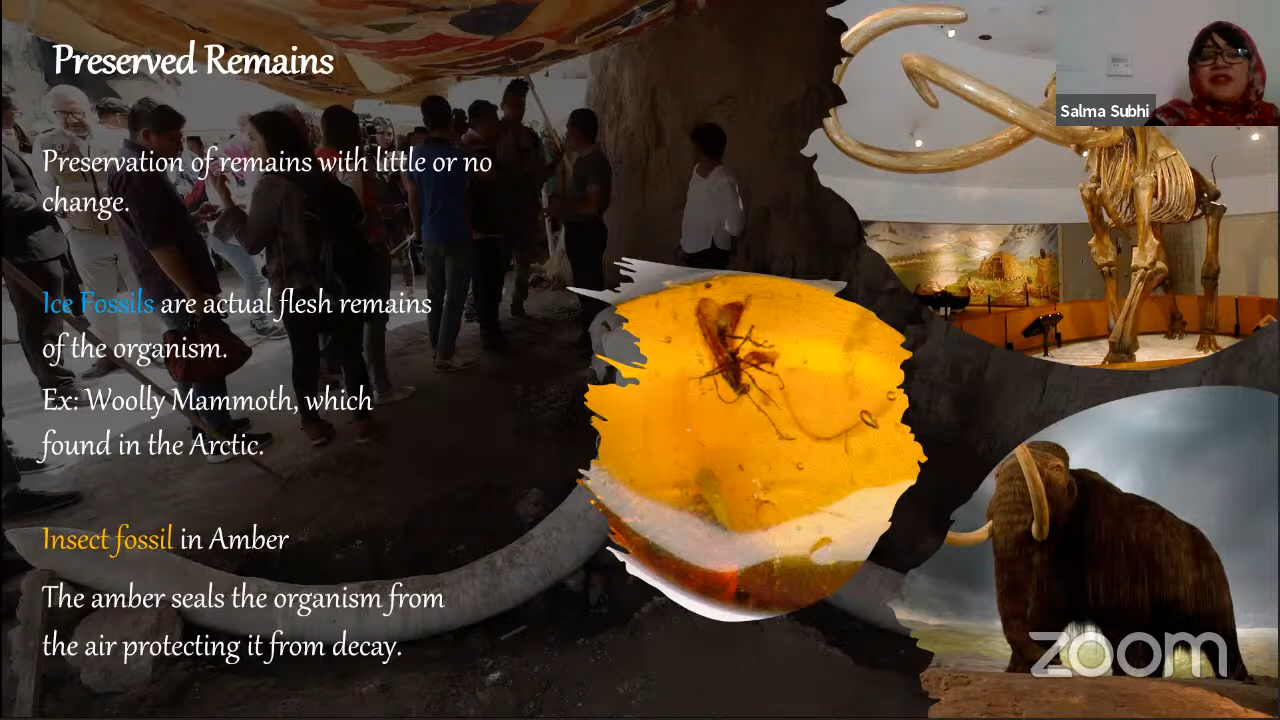 Preserved Remains
Salma Subhi
Preservation of remains with little or no
change.
Ice Fossils are actual flesh remains
of the organism.
Ex: Woolly Mammoth, which
found in the Arctic.
Insect fossil in Amber
The amber seals the organism from
the air protecting it from decay.
zoom